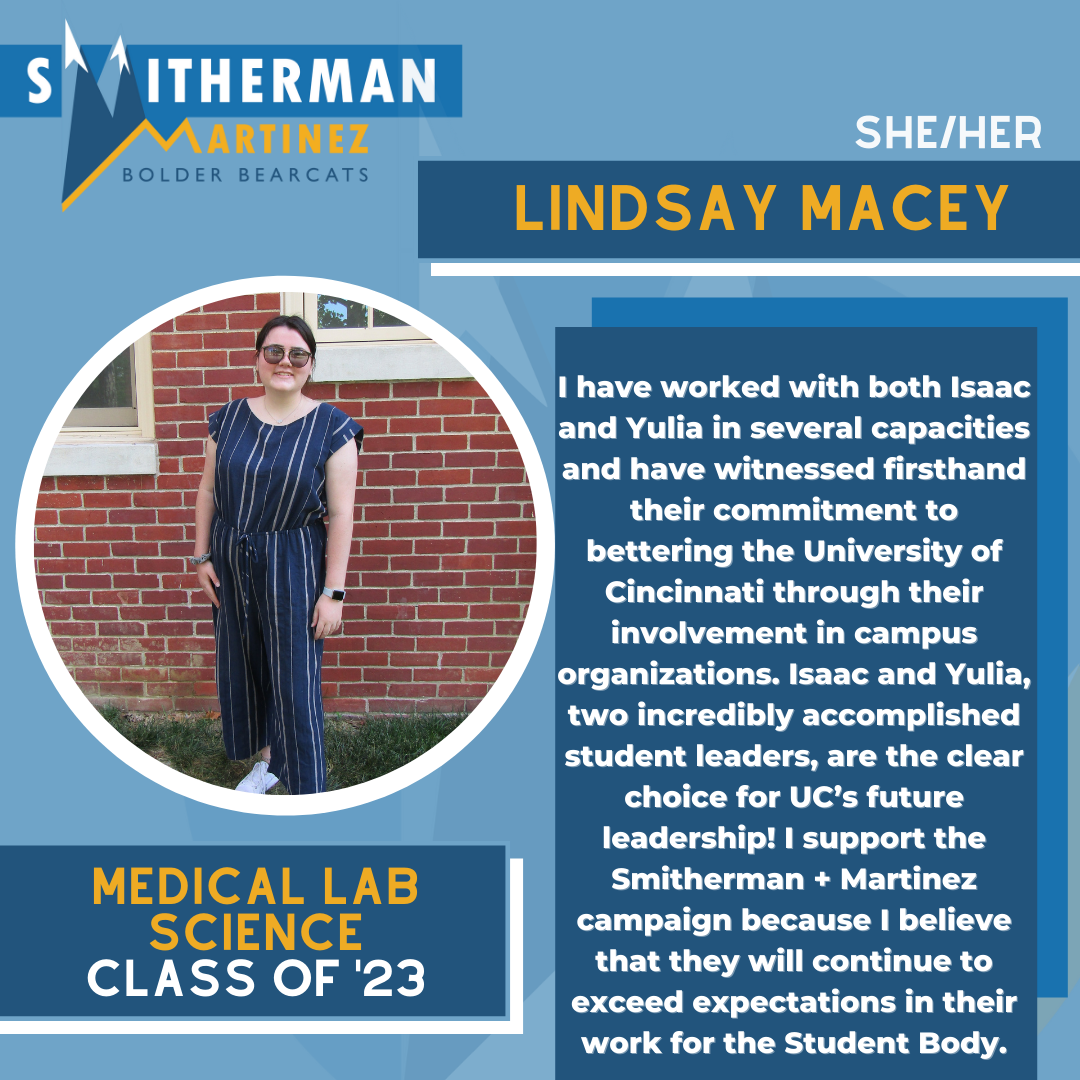 SMITHERMAN
MARTINEZ
BOLDER BEARCATS
SHE/HER
LINDSAY MACEY
I have worked with both Isaac
and Yulia in several capacities
and have witnessed firsthand
their commitment to
bettering the University of
Cincinnati through their
involvement in campus
organizations. Isaac and Yulia,
two incredibly accomplished
student leaders, are the clear
choice for UC’s future
leadership! I support the
Smitherman + Martinez
campaign because I believe
that they will continue to
exceed expectations in their
work for the Student Body.
MEDICAL LAB
SCIENCE
CLASS OF '23